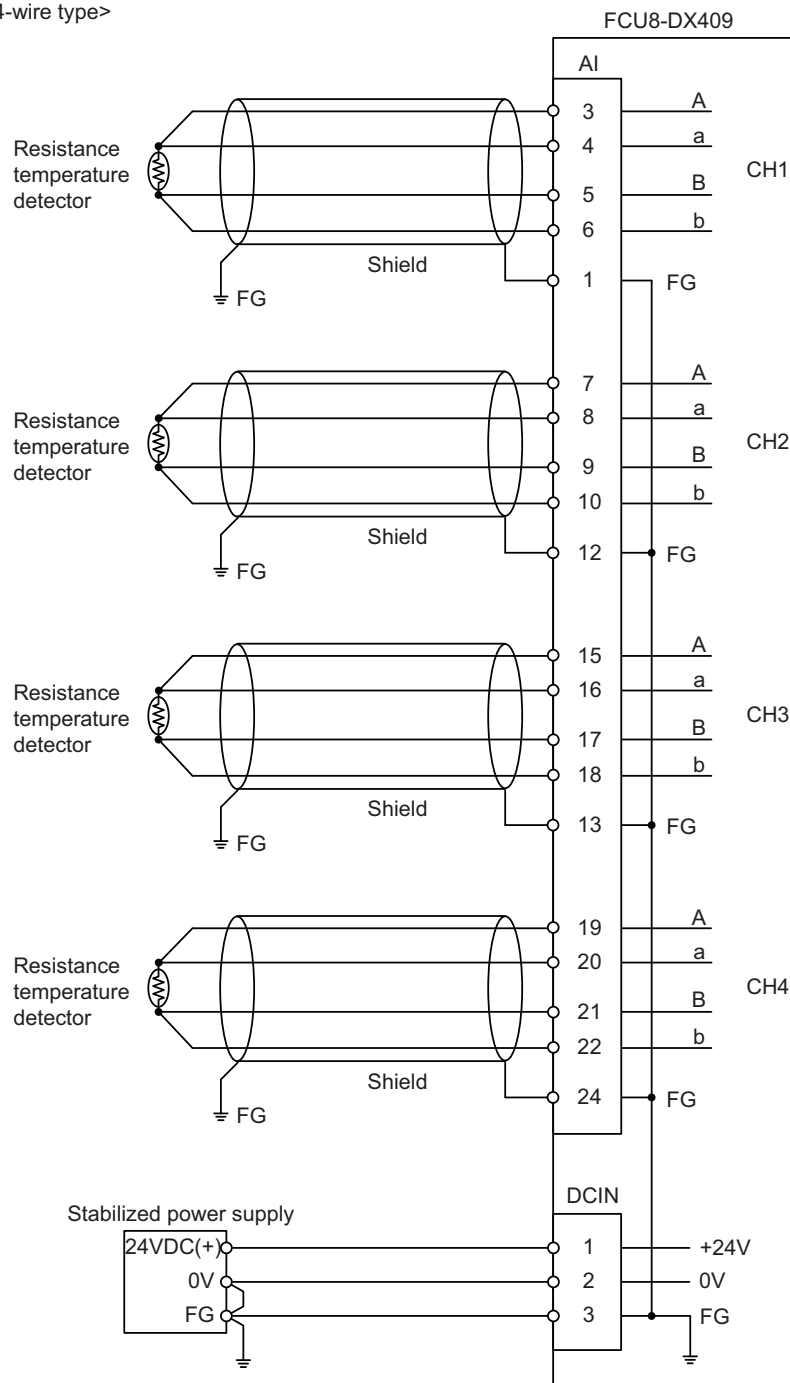 4-wire type>
FCU8-DX409
AI
3 A
Resistance temperature detector
4 a
CH1
5 B
6 b
Shield
1 FG
FG
7 A
Resistance temperature detector
8 a
CH2
9 B
10 b
Shield
12 FG
FG
15 A
Resistance temperature detector
16 a
CH3
17 B
18 b
Shield
13 FG
FG
19 A
Resistance temperature detector
20 a
CH4
21 B
22 b
Shield
24 FG
FG
DCIN
Stabilized power supply
24VDC(+) 1 +24V
0V 2 0V
FG 3 FG